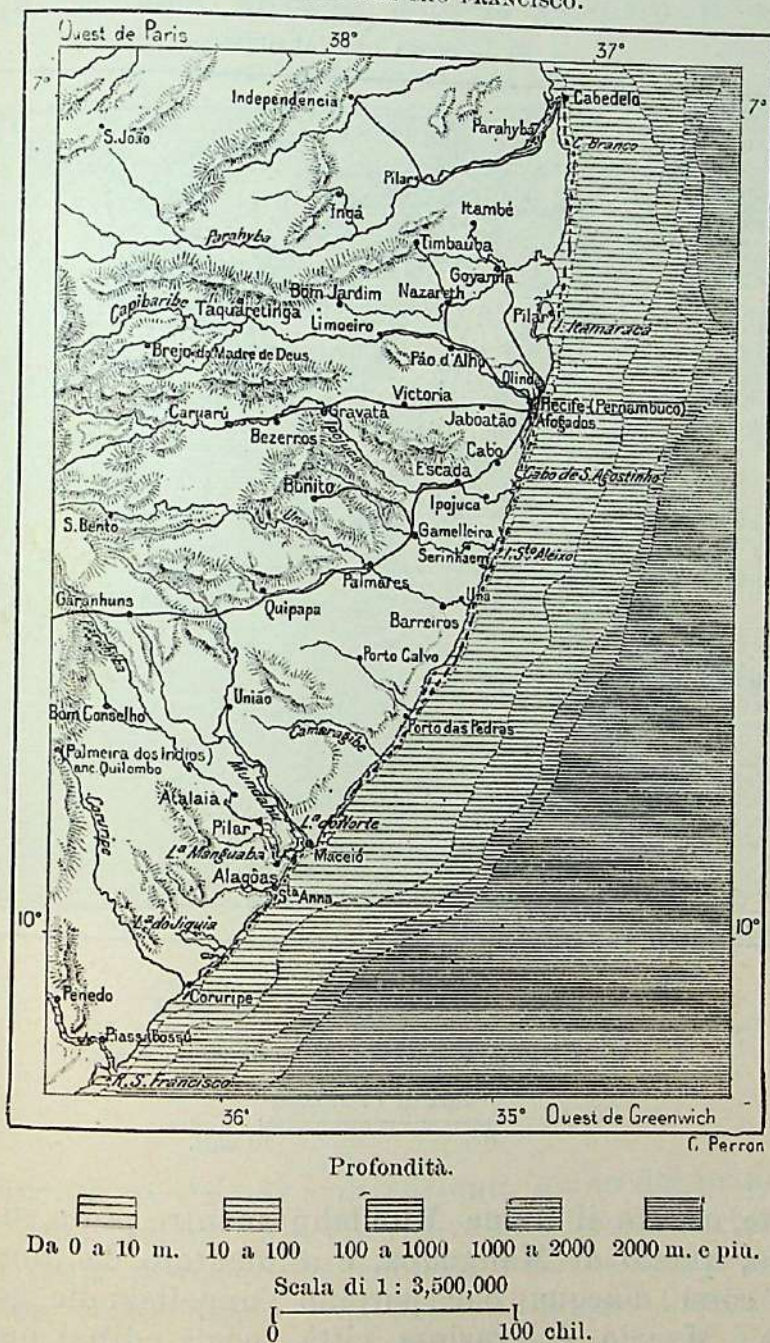 FRANCISCO.
Ouest de Paris 38° 37°
7° 7°
Independencia
Cabedelo
S. João
Parahyba
C. Branco
Pilar
Ingá
Itambé
Parahyba
Timbaúba
Goyanna
Bom Jardim
Nazareth
Capibaribe
Taquaretinga
Pilar
I. Itamaracá
Limoeiro
Brejo da Madre de Deus
Páo d'Alho
Olinda
Victoria
Recife (Pernambuco)
Caruarú
Gravatá
Jaboatão
Afogados
Bezerros
Ipojuca
Cabo
Escada
Cabo de S. Agostinho
Bonito
Ipojuca
S. Bento
Una
Gamelleira
I. Sto Aleixo
Serinhaem
Palmares
Garanhuns
Quipapa
Una
Barreiros
Porto Calvo
União
Bom Conselho
Camaragibe
Porto das Pedras
(Palmeira dos Indios)
anc. Quilombo
Mundahú
Atalaia
Coruripe
Pilar
La do Norte
La Manguaba
Maceió
Alagôas
Sta Anna
10° 10°
La do Jiquia
Coruripe
Penedo
Piassabossú
R. S. Francisco
36° 35° Ouest de Greenwich
C. Perron
Profondità.
Da 0 a 10 m. 10 a 100 100 a 1000 1000 a 2000 2000 m. e più.
Scala di 1 : 3,500,000
0 100 chil.